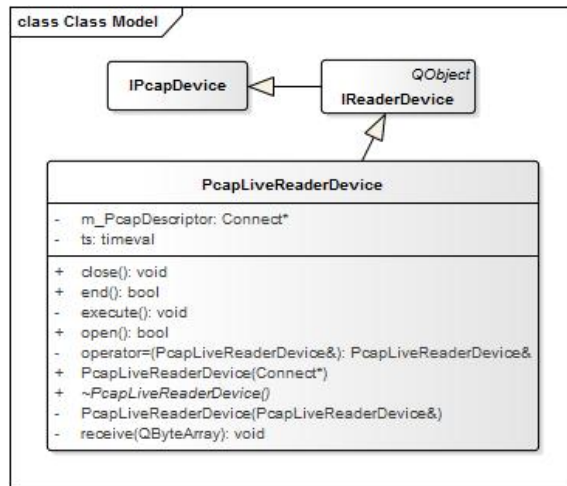 class Class Model
IPcapDevice
QObject
IReaderDevice
PcapLiveReaderDevice
- m_PcapDescriptor: Connect*
- ts: timeval
+ close(): void
+ end(): bool
- execute(): void
+ open(): bool
- operator=(PcapLiveReaderDevice&): PcapLiveReaderDevice&
+ PcapLiveReaderDevice(Connect*)
+ ~PcapLiveReaderDevice()
- PcapLiveReaderDevice(PcapLiveReaderDevice&)
- receive(QByteArray): void